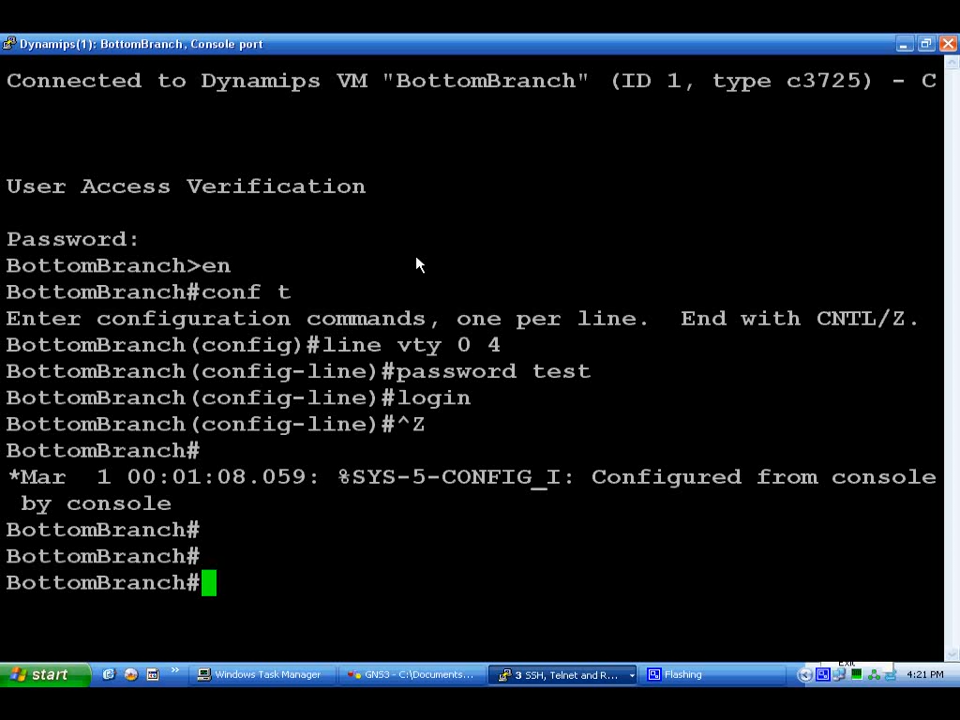 Dynamips(1): BottomBranch, Console port
Connected to Dynamips VM "BottomBranch" (ID 1, type c3725) - C
User Access Verification
Password:
BottomBranch>en
BottomBranch#conf t
Enter configuration commands, one per line.  End with CNTL/Z.
BottomBranch(config)#line vty 0 4
BottomBranch(config-line)#password test
BottomBranch(config-line)#login
BottomBranch(config-line)#^Z
BottomBranch#
*Mar  1 00:01:08.059: %SYS-5-CONFIG_I: Configured from console
by console
BottomBranch#
BottomBranch#
BottomBranch#
start » Windows Task Manager GNS3 - C:\Documents... 3 SSH, Telnet and R... Flashing 4:21 PM